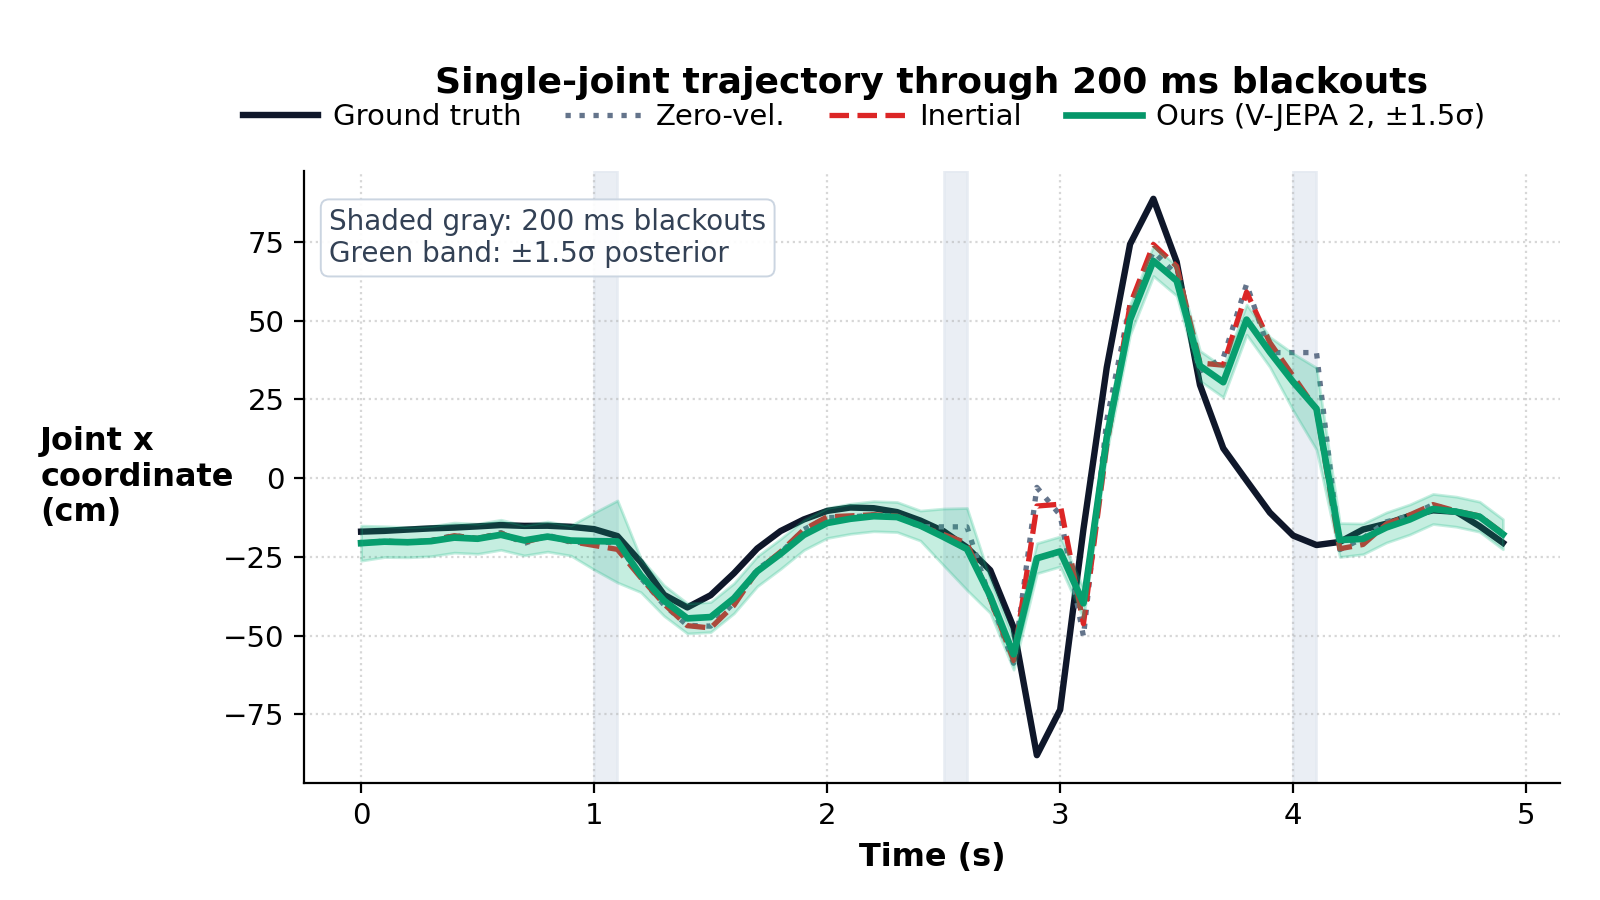 Single-joint trajectory through 200 ms blackouts
Ground truth
Zero-vel.
Inertial
Ours (V-JEPA 2, ±1.5σ)
Shaded gray: 200 ms blackouts
Green band: ±1.5σ posterior
75
50
25
0
−25
−50
−75
Joint x
coordinate
(cm)
0
1
2
3
4
5
Time (s)